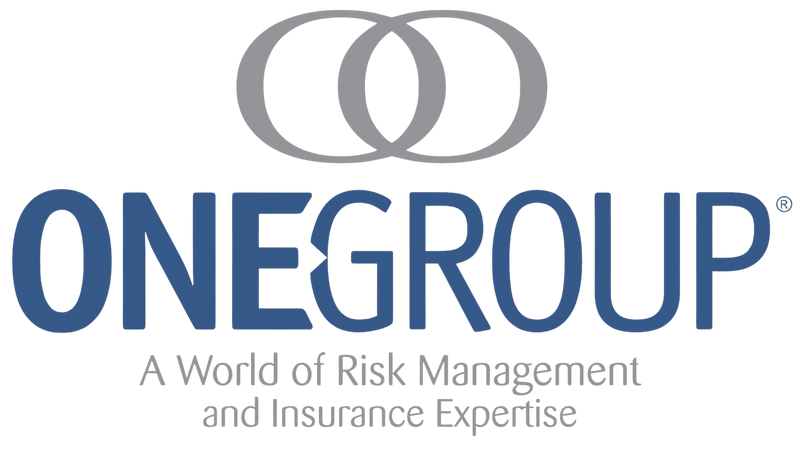 ONEGROUP®
A World of Risk Management
and Insurance Expertise